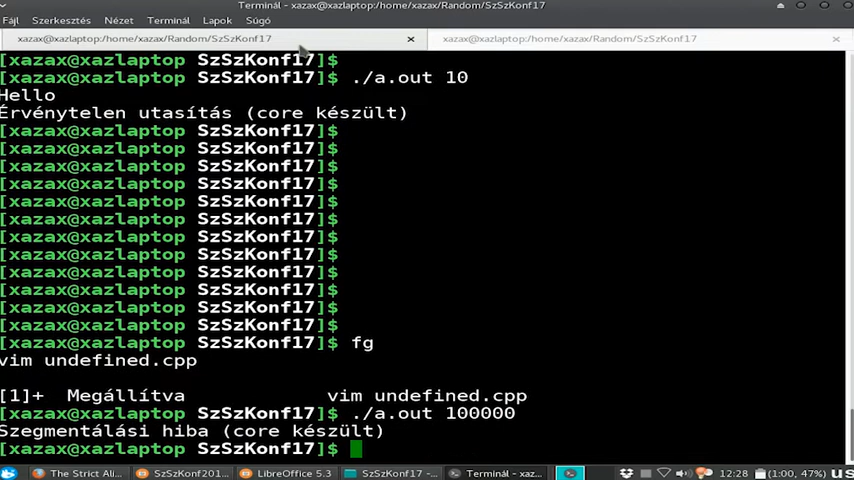 Terminál - xazax@xazlaptop:/home/xazax/Random/SzSzKonf17
Fájl Szerkesztés Nézet Terminál Lapok Súgó
xazax@xazlaptop:/home/xazax/Random/SzSzKonf17 xazax@xazlaptop:/home/xazax/Random/SzSzKonf17
[xazax@xazlaptop SzSzKonf17]$
[xazax@xazlaptop SzSzKonf17]$ ./a.out 10
Hello
Érvénytelen utasítás (core készült)
[xazax@xazlaptop SzSzKonf17]$
[xazax@xazlaptop SzSzKonf17]$
[xazax@xazlaptop SzSzKonf17]$
[xazax@xazlaptop SzSzKonf17]$
[xazax@xazlaptop SzSzKonf17]$
[xazax@xazlaptop SzSzKonf17]$
[xazax@xazlaptop SzSzKonf17]$
[xazax@xazlaptop SzSzKonf17]$
[xazax@xazlaptop SzSzKonf17]$
[xazax@xazlaptop SzSzKonf17]$
[xazax@xazlaptop SzSzKonf17]$
[xazax@xazlaptop SzSzKonf17]$
[xazax@xazlaptop SzSzKonf17]$ fg
vim undefined.cpp
[1]+ Megállítva vim undefined.cpp
[xazax@xazlaptop SzSzKonf17]$ ./a.out 100000
Szegmentálási hiba (core készült)
[xazax@xazlaptop SzSzKonf17]$
The Strict Ali... SzSzKonf201... LibreOffice 5.3 SzSzKonf17 -... Terminál - xaz... 12:28 (1:00, 47%) us